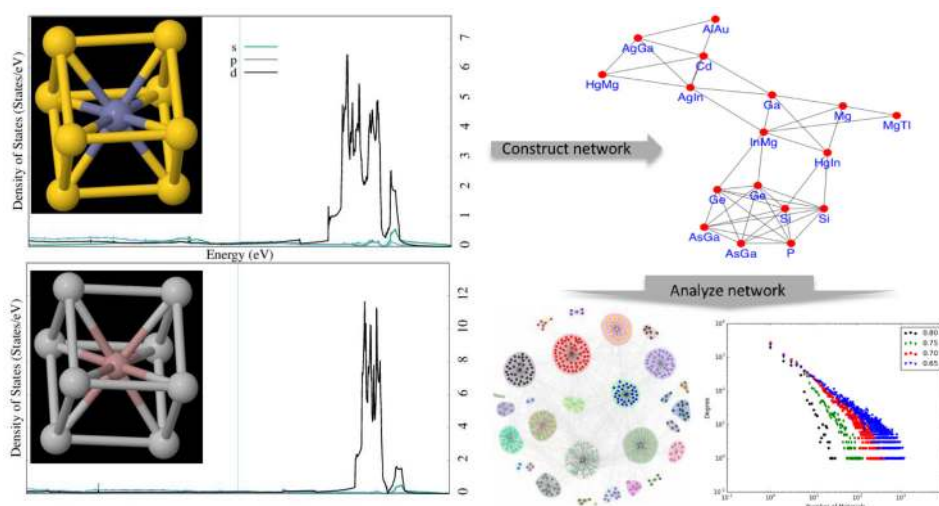 Density of States (States/eV)
s
p
d
7
6
5
4
3
2
1
0
Energy (eV)
Density of States (States/eV)
12
10
8
6
4
2
0
Construct network
AlAu
AgGa
Cd
HgMg
AgIn
Ga
Mg
MgTl
InMg
HgIn
Ge
Ge
Si
Si
AsGa
AsGa
P
Analyze network
Degree
0.80
0.75
0.70
0.65